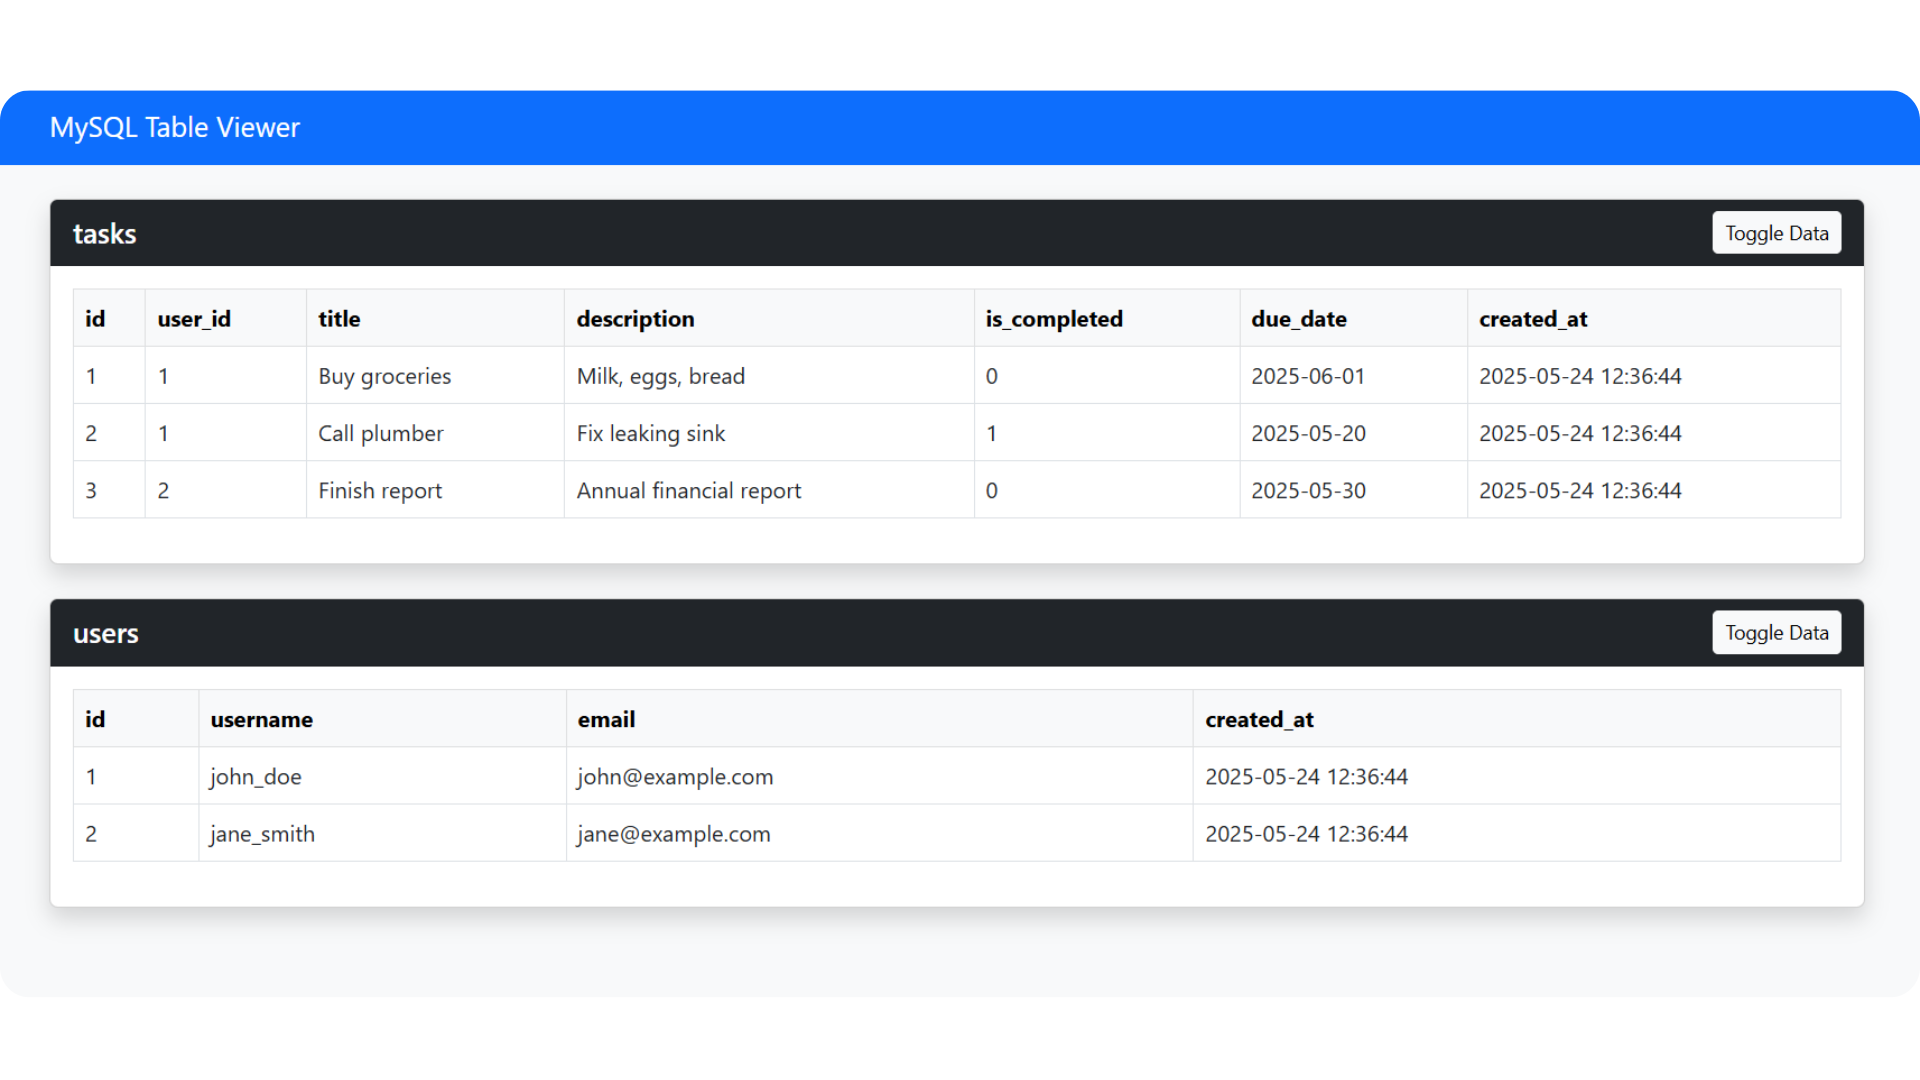 MySQL Table Viewer
tasks Toggle Data
id user_id title description is_completed due_date created_at
1 1 Buy groceries Milk, eggs, bread 0 2025-06-01 2025-05-24 12:36:44
2 1 Call plumber Fix leaking sink 1 2025-05-20 2025-05-24 12:36:44
3 2 Finish report Annual financial report 0 2025-05-30 2025-05-24 12:36:44
users Toggle Data
id username email created_at
1 john_doe john@example.com 2025-05-24 12:36:44
2 jane_smith jane@example.com 2025-05-24 12:36:44